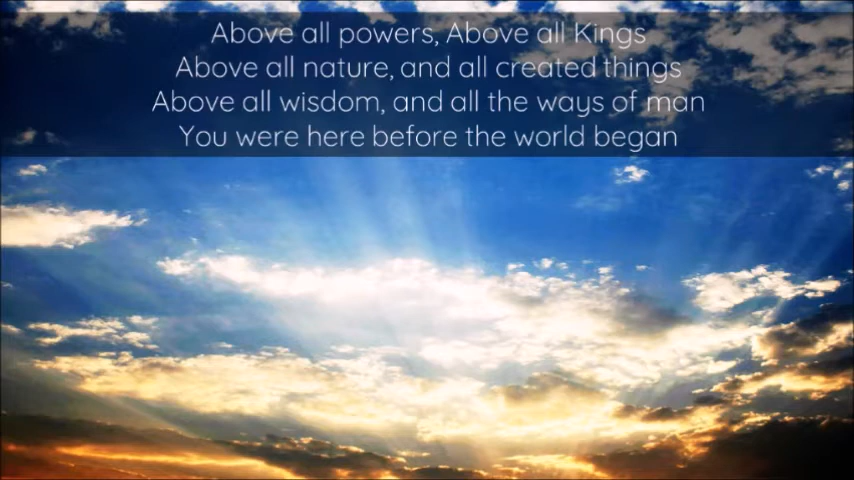 Above all powers, Above all Kings
Above all nature, and all created things
Above all wisdom, and all the ways of man
You were here before the world began